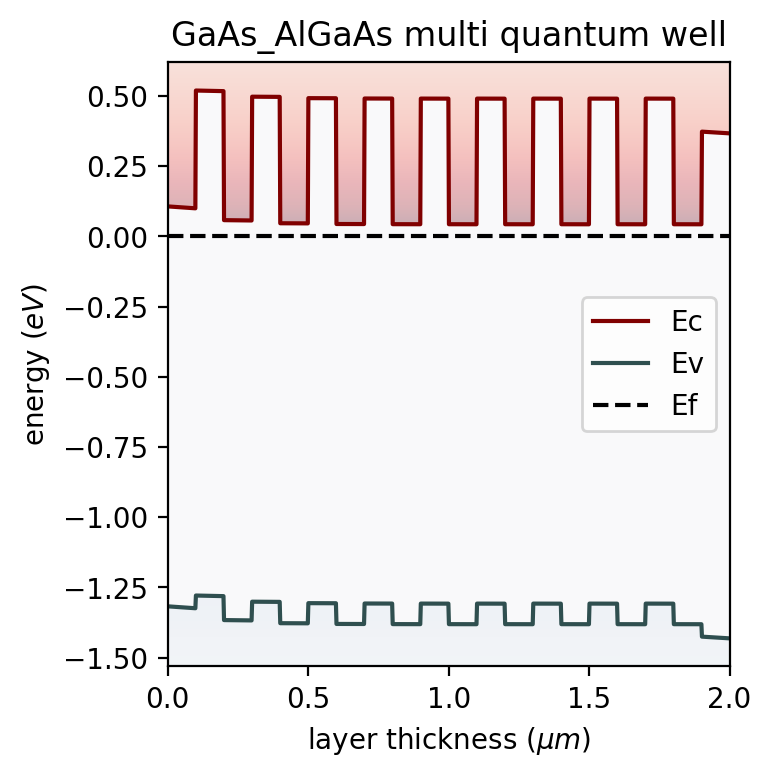 GaAs_AlGaAs multi quantum well
energy (eV)
0.50
0.25
0.00
−0.25
−0.50
−0.75
−1.00
−1.25
−1.50
Ec
Ev
Ef
0.0 0.5 1.0 1.5 2.0
layer thickness (μm)